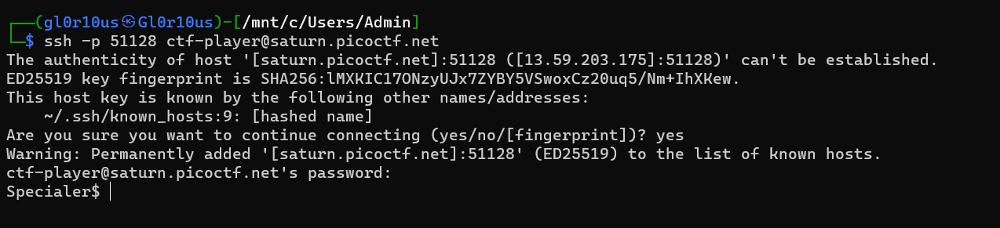 ┌──(gl0r10us㉿Gl0r10us)-[/mnt/c/Users/Admin]
└─$ ssh -p 51128 ctf-player@saturn.picoctf.net
The authenticity of host '[saturn.picoctf.net]:51128 ([13.59.203.175]:51128)' can't be established.
ED25519 key fingerprint is SHA256:lMXKIC17ONzyUJx7ZYBY5VSwoxCz20uq5/Nm+IhXKew.
This host key is known by the following other names/addresses:
    ~/.ssh/known_hosts:9: [hashed name]
Are you sure you want to continue connecting (yes/no/[fingerprint])? yes
Warning: Permanently added '[saturn.picoctf.net]:51128' (ED25519) to the list of known hosts.
ctf-player@saturn.picoctf.net's password:
Specialer$